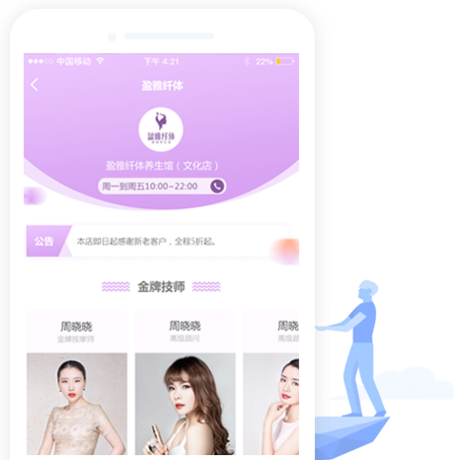 中国移动 下午 4:21 22%
盈雅纤体
盈雅纤体
盈雅纤体养生馆（文化店）
周一到周五10:00~22:00
公告 本店即日起感谢新老客户，全程5折起。
金牌技师
周晓晓 周晓晓 周晓
金牌按摩师 高级顾问 高级